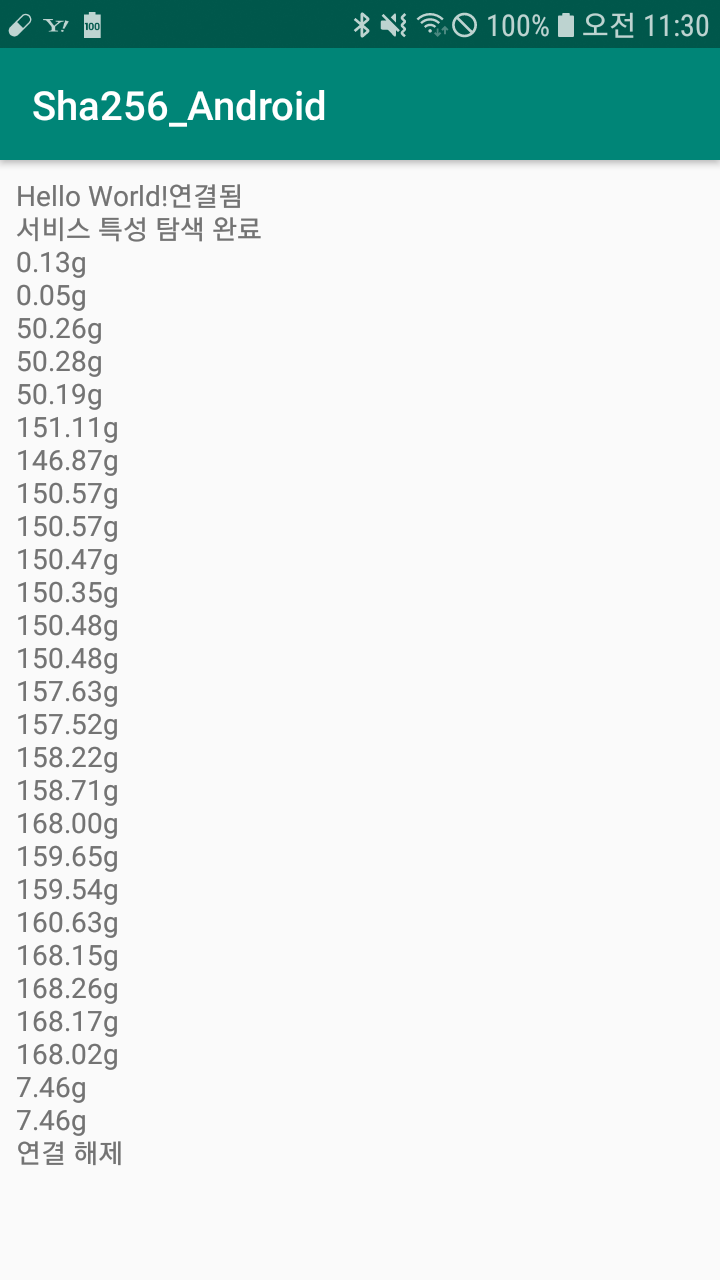 Y! 100 100% 오전 11:30
Sha256_Android
Hello World!연결됨
서비스 특성 탐색 완료
0.13g
0.05g
50.26g
50.28g
50.19g
151.11g
146.87g
150.57g
150.57g
150.47g
150.35g
150.48g
150.48g
157.63g
157.52g
158.22g
158.71g
168.00g
159.65g
159.54g
160.63g
168.15g
168.26g
168.17g
168.02g
7.46g
7.46g
연결 해제